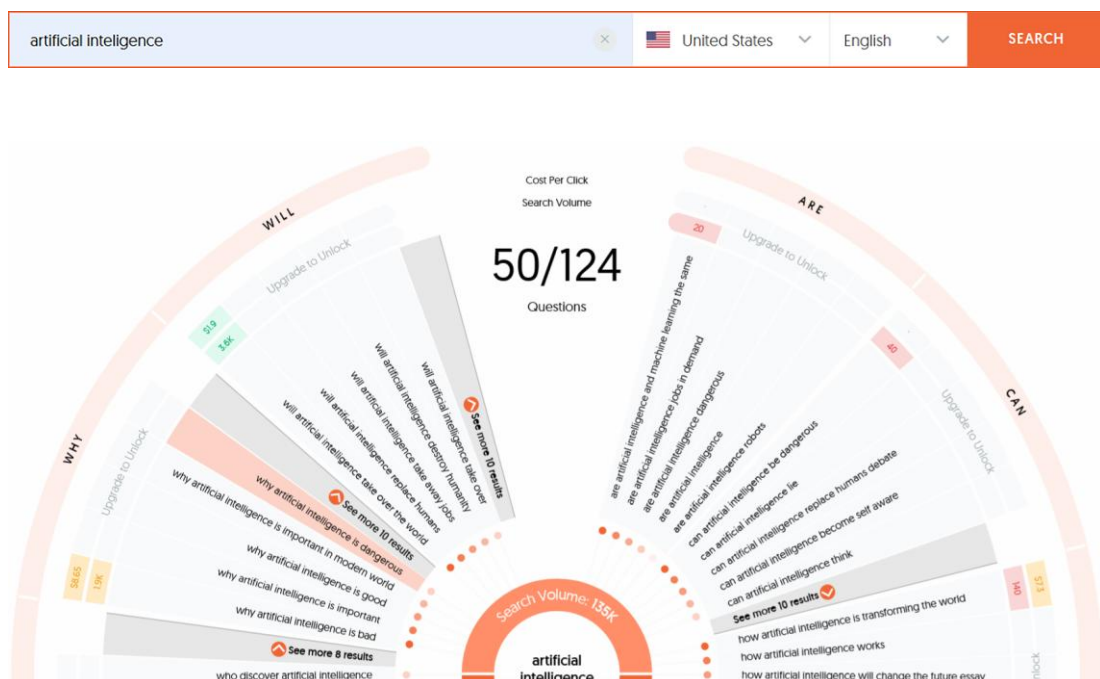 artificial inteligence
United States
English
SEARCH
Cost Per Click
Search Volume
50/124
Questions
WILL
Upgrade to Unlock
$1.9
3.6K
See more 10 results
will artificial intelligence take over
will artificial intelligence destroy humanity
will artificial intelligence take away jobs
will artificial intelligence replace humans
will artificial intelligence take over the world
WHY
Upgrade to Unlock
$8.65
1.9K
See more 10 results
why artificial intelligence is dangerous
why artificial intelligence is important in modern world
why artificial intelligence is good
why artificial intelligence is important
why artificial intelligence is bad
See more 8 results
who discover artificial intelligence
ARE
20
Upgrade to Unlock
are artificial intelligence and machine learning the same
are artificial intelligence jobs in demand
are artificial intelligence dangerous
are artificial intelligence
are artificial intelligence robots
CAN
40
Upgrade to Unlock
can artificial intelligence be dangerous
can artificial intelligence lie
can artificial intelligence replace humans debate
can artificial intelligence become self aware
can artificial intelligence think
See more 10 results
140
how artificial intelligence is transforming the world
how artificial intelligence works
how artificial intelligence will change the future essay
Search Volume: 135K
artificial
intelligence